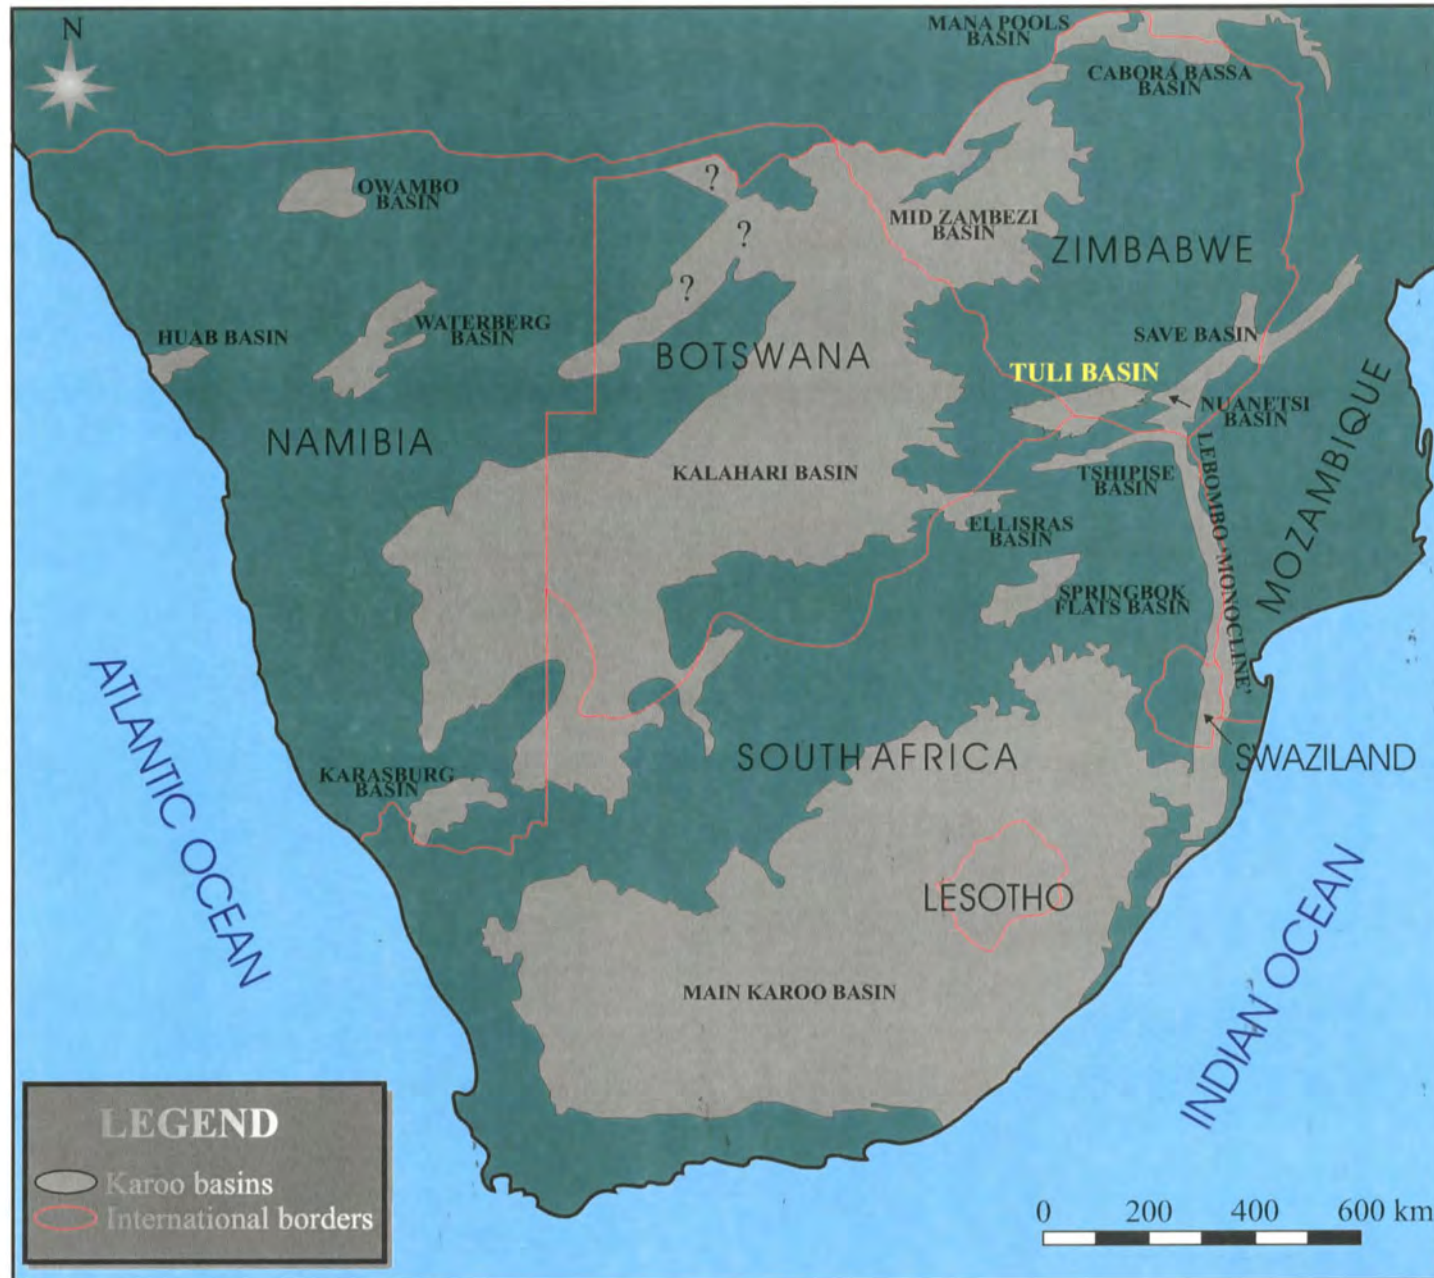 N
MANA POOLS
BASIN
CABORA BASSA
BASIN
OWAMBO
BASIN
?
?
?
MID ZAMBEZI
BASIN
ZIMBABWE
HUAB BASIN
WATERBERG
BASIN
BOTSWANA
SAVE BASIN
TULI BASIN
NUANETSI
BASIN
NAMIBIA
KALAHARI BASIN
TSHIPISE
BASIN
LEBOMBO 'MONOCLINE'
MOZAMBIQUE
ELLISRAS
BASIN
SPRINGBOK
FLATS BASIN
ATLANTIC OCEAN
SOUTH AFRICA
SWAZILAND
KARASBURG
BASIN
LESOTHO
MAIN KAROO BASIN
INDIAN OCEAN
LEGEND
Karoo basins
International borders
0 200 400 600 km